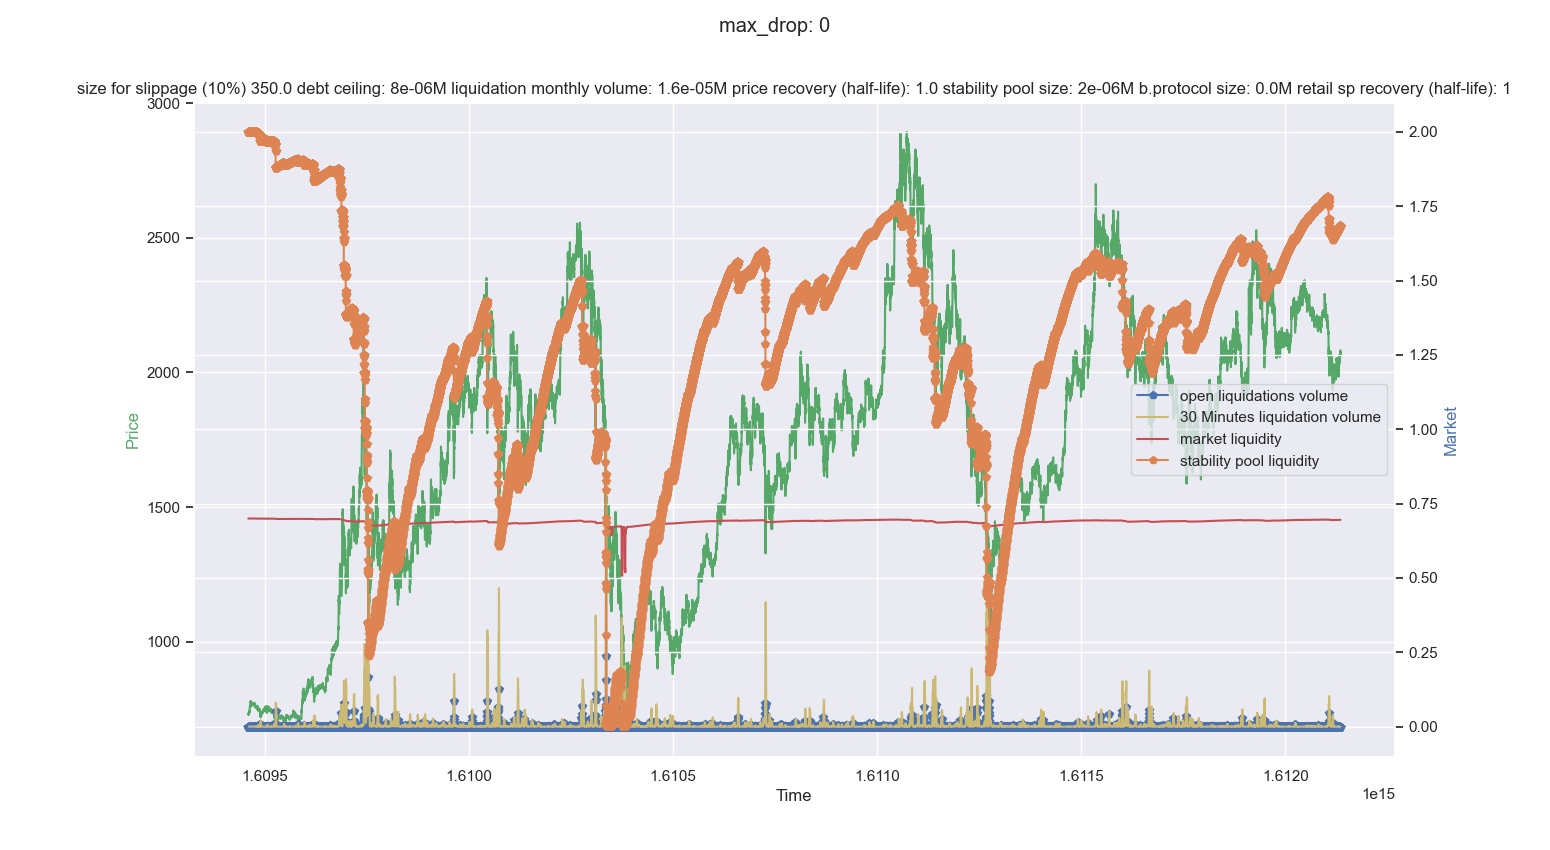 max_drop: 0
size for slippage (10%) 350.0 debt ceiling: 8e-06M liquidation monthly volume: 1.6e-05M price recovery (half-life): 1.0 stability pool size: 2e-06M b.protocol size: 0.0M retail sp recovery (half-life): 1
3000
2500
2000
1500
1000
Price
2.00
1.75
1.50
1.25
1.00
0.75
0.50
0.25
0.00
Market
open liquidations volume
30 Minutes liquidation volume
market liquidity
stability pool liquidity
1.6095 1.6100 1.6105 1.6110 1.6115 1.6120
1e15
Time